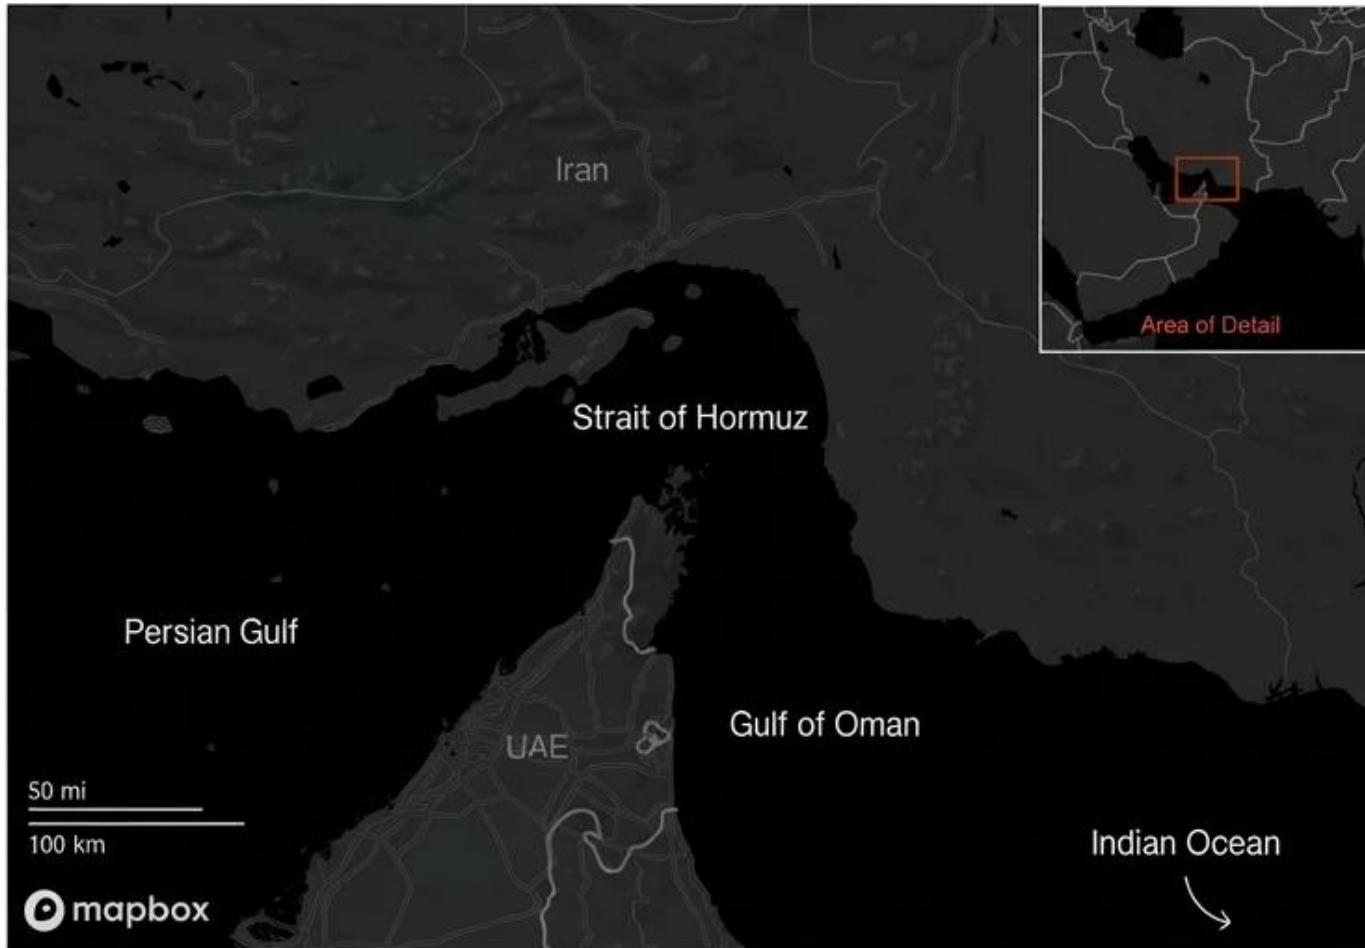 Iran
Area of Detail
Strait of Hormuz
Persian Gulf
Gulf of Oman
UAE
50 mi
100 km
Indian Ocean
mapbox